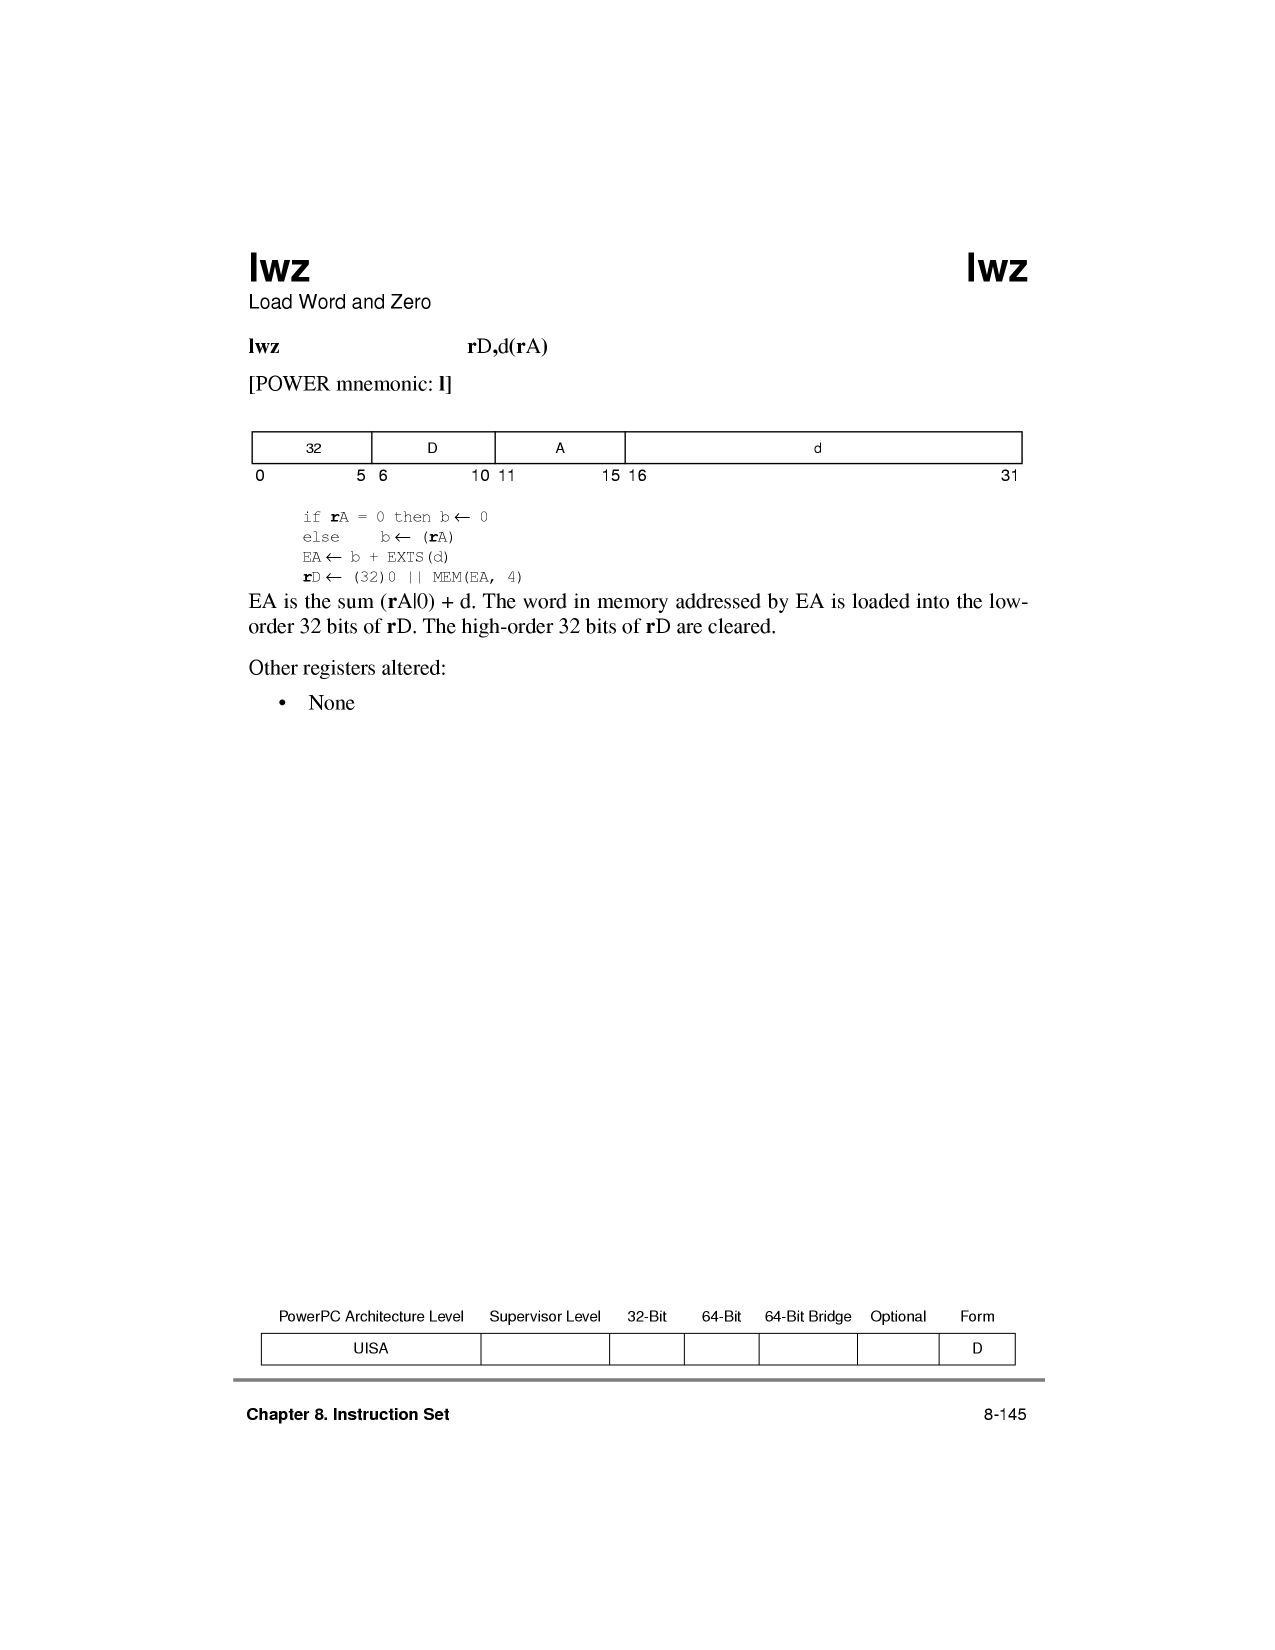 lwz lwz
Load Word and Zero
lwz rD,d(rA)
[POWER mnemonic: l]
32 D A d
0 5 6 10 11 15 16 31
if rA = 0 then b ← 0
else b ← (rA)
EA ← b + EXTS(d)
rD ← (32)0 || MEM(EA, 4)
EA is the sum (rA|0) + d. The word in memory addressed by EA is loaded into the low-
order 32 bits of rD. The high-order 32 bits of rD are cleared.
Other registers altered:
• None
PowerPC Architecture Level Supervisor Level 32-Bit 64-Bit 64-Bit Bridge Optional Form
UISA D
Chapter 8. Instruction Set 8-145